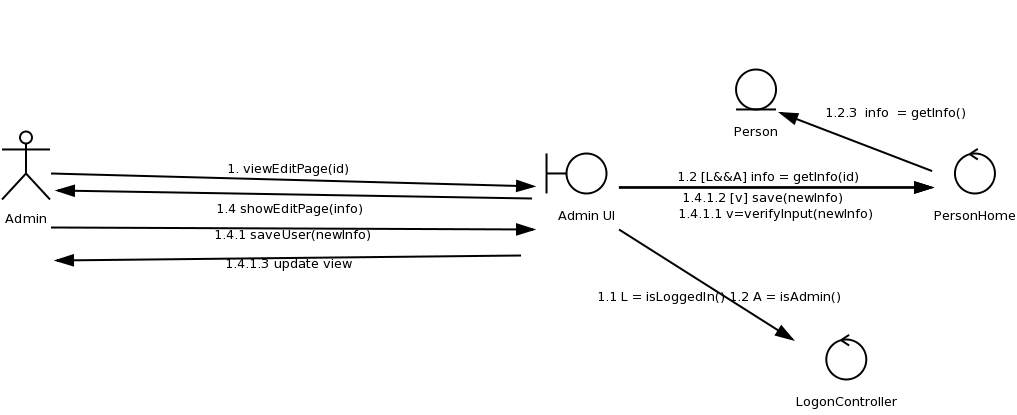 1.2.3 info = getInfo()
Person
1. viewEditPage(id)
1.2 [L&&A] info = getInfo(id)
1.4.1.2 [v] save(newInfo)
1.4 showEditPage(info)
1.4.1.1 v=verifyInput(newInfo)
Admin
Admin UI
PersonHome
1.4.1 saveUser(newInfo)
1.4.1.3 update view
1.1 L = isLoggedIn() 1.2 A = isAdmin()
LogonController